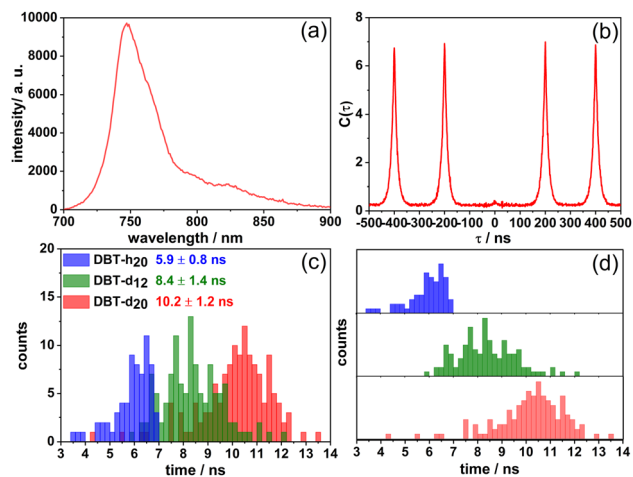 (a)
10000
8000
6000
4000
2000
0
intensity/ a. u.
700 750 800 850 900
wavelength / nm
(b)
8
6
4
2
0
C(τ)
-500-400-300-200-100 0 100 200 300 400 500
τ / ns
(c)
20
15
10
5
0
counts
DBT-h20 5.9 ± 0.8 ns
DBT-d12 8.4 ± 1.4 ns
DBT-d20 10.2 ± 1.2 ns
3 4 5 6 7 8 9 10 11 12 13 14
time / ns
(d)
counts
3 4 5 6 7 8 9 10 11 12 13 14
time / ns